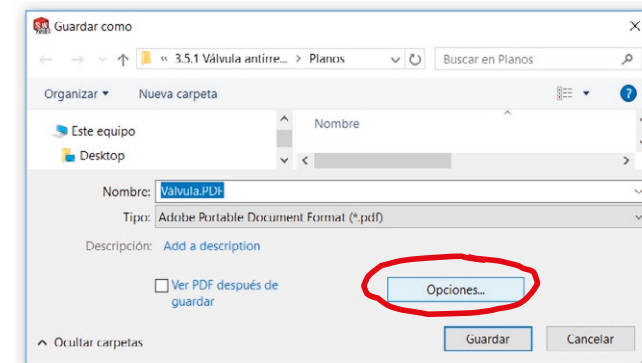 Guardar como
« 3.5.1 Válvula antirre... > Planos
Buscar en Planos
Organizar
Nueva carpeta
Este equipo
Desktop
Nombre
Nombre: Válvula.PDF
Tipo: Adobe Portable Document Format (*.pdf)
Descripción: Add a description
Ver PDF después de
guardar
Opciones...
Ocultar carpetas
Guardar
Cancelar